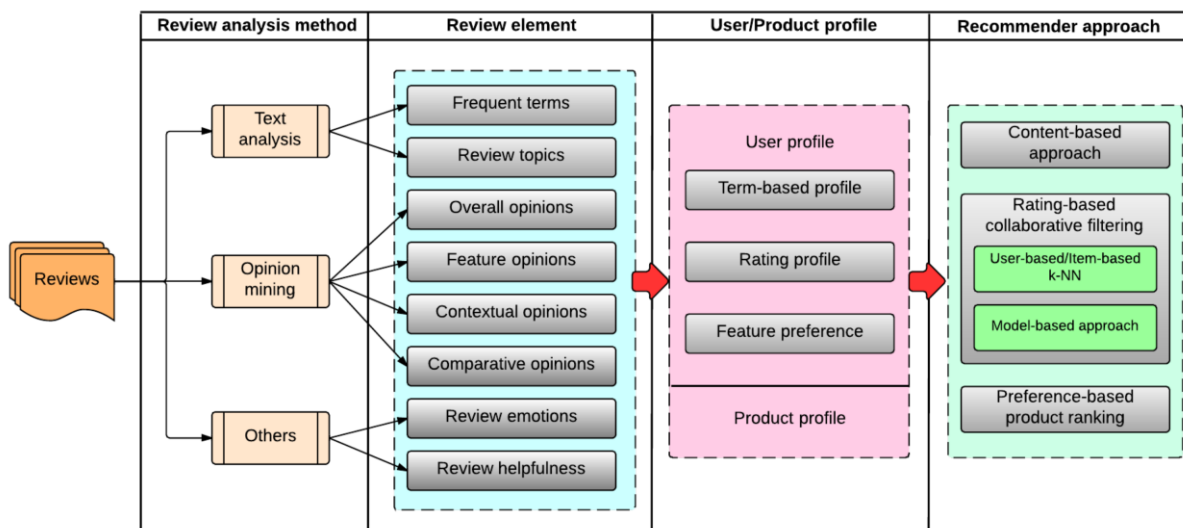 Review analysis method
Review element
User/Product profile
Recommender approach
Reviews
Text
analysis
Opinion
mining
Others
Frequent terms
Review topics
Overall opinions
Feature opinions
Contextual opinions
Comparative opinions
Review emotions
Review helpfulness
User profile
Term-based profile
Rating profile
Feature preference
Product profile
Content-based
approach
Rating-based
collaborative filtering
User-based/Item-based
k-NN
Model-based approach
Preference-based
product ranking